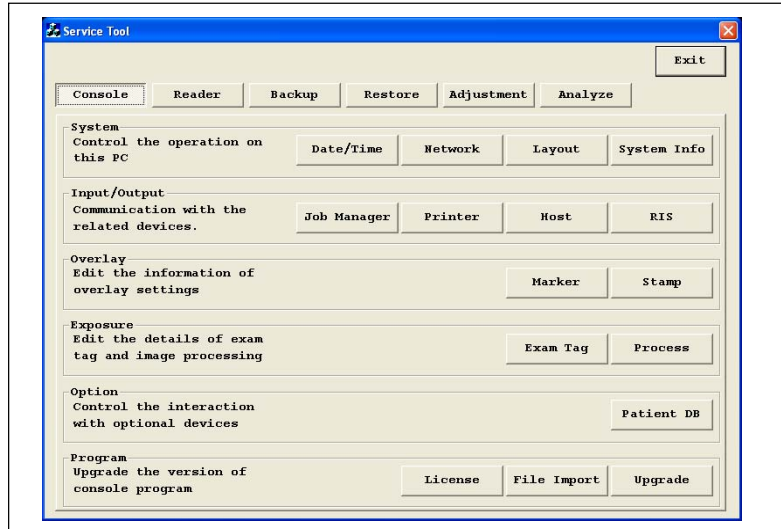 Service Tool
Exit
Console Reader Backup Restore Adjustment Analyze
System
Control the operation on
this PC
Date/Time Network Layout System Info
Input/Output
Communication with the
related devices.
Job Manager Printer Host RIS
Overlay
Edit the information of
overlay settings
Marker Stamp
Exposure
Edit the details of exam
tag and image processing
Exam Tag Process
Option
Control the interaction
with optional devices
Patient DB
Program
Upgrade the version of
console program
License File Import Upgrade